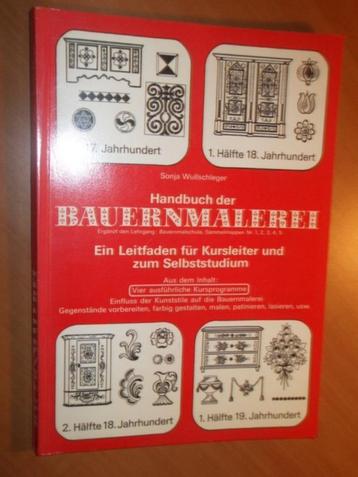 17. Jahrhundert
1. Hälfte 18. Jahrhundert
Sonja Wullschleger
Handbuch der
BAUERNMALEREI
Ergänzt den Lehrgang: Bauernmalschule, Sammelmappen Nr. 1, 2, 3, 4, 5
Ein Leitfaden für Kursleiter und
zum Selbststudium
Aus dem Inhalt:
Vier ausführliche Kursprogramme
Einfluss der Kunststile auf die Bauernmalerei
Gegenstände vorbereiten, farbig gestalten, malen, patinieren, lasieren, usw.
2. Hälfte 18. Jahrhundert
1. Hälfte 19. Jahrhundert
BAUERNMALEREI